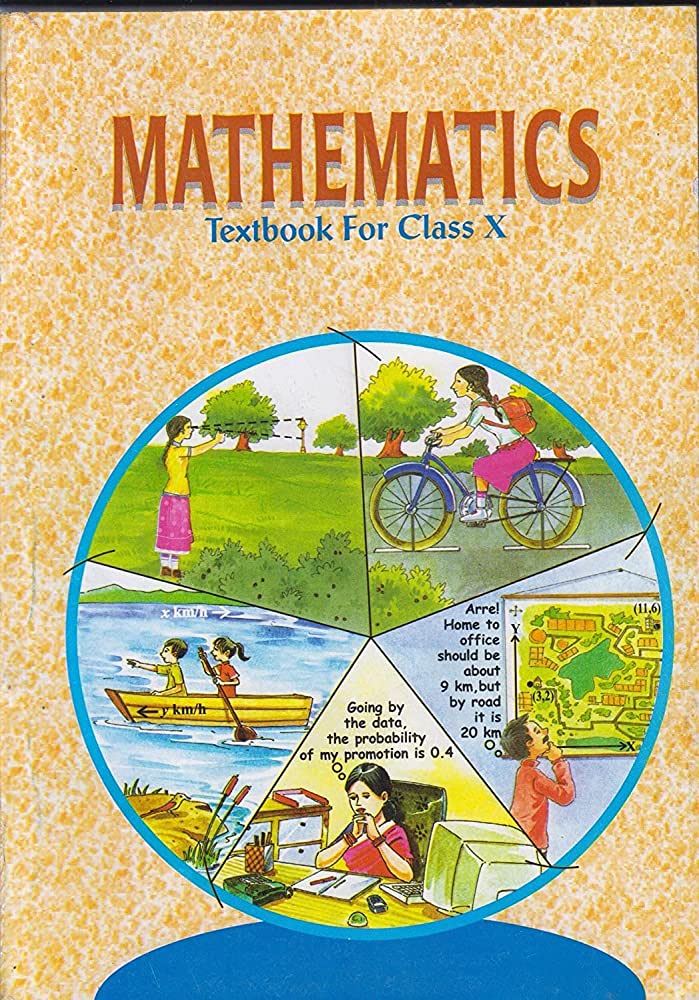 MATHEMATICS
Textbook For Class X
x km/h →
← y km/h
Going by
the data,
the probability
of my promotion is 0.4
Arre!
Home to
office
should be
about
9 km,but
by road
it is
20 km
Y
(11,6)
(3,2)
X